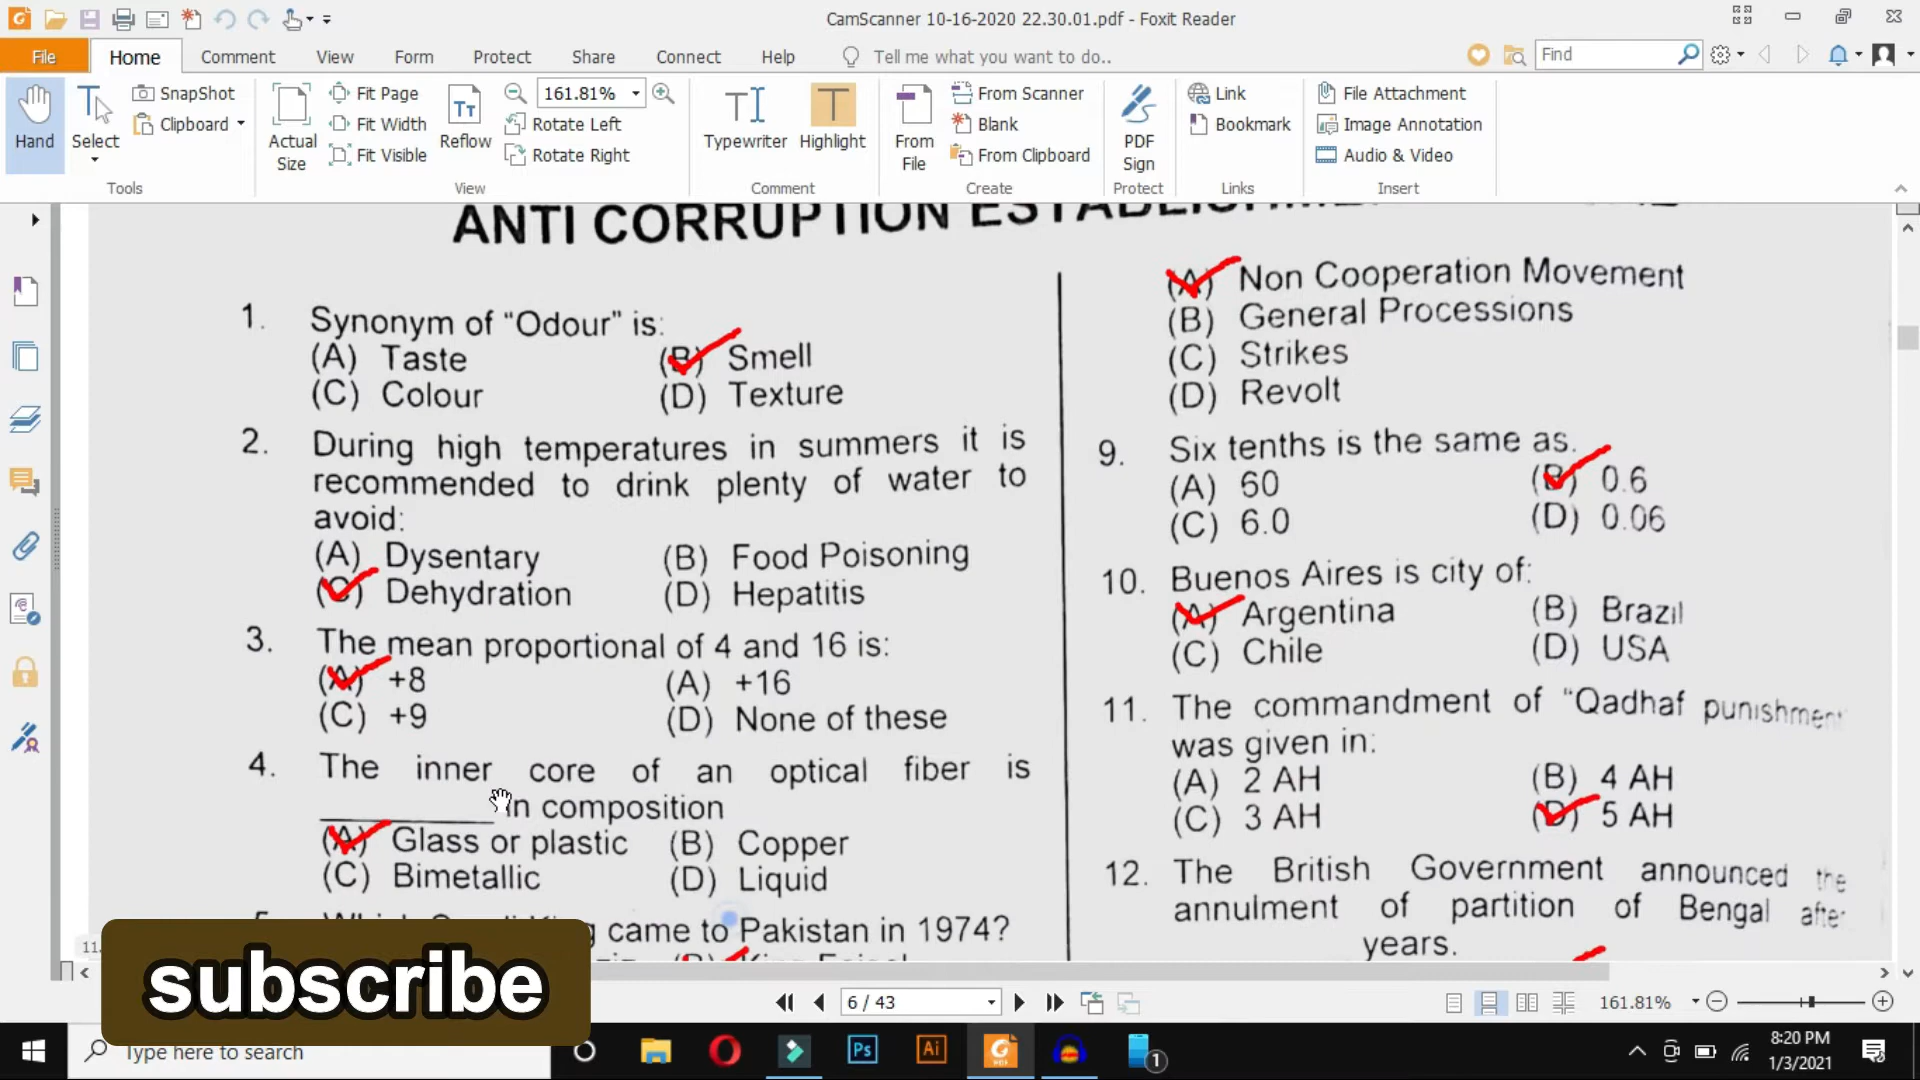 CamScanner 10-16-2020 22.30.01.pdf - Foxit Reader
File
Home
Comment
View
Form
Protect
Share
Connect
Help
Tell me what you want to do..
Find
Hand
Select
SnapShot
Clipboard
Tools
Actual
Size
Fit Page
Fit Width
Fit Visible
Reflow
161.81%
Rotate Left
Rotate Right
View
Typewriter
Highlight
Comment
From
File
From Scanner
Blank
From Clipboard
Create
PDF
Sign
Protect
Link
Bookmark
Links
File Attachment
Image Annotation
Audio & Video
Insert
ANTI CORRUPTION
1. Synonym of “Odour” is:
(A) Taste (B) Smell
(C) Colour (D) Texture
2. During high temperatures in summers it is
recommended to drink plenty of water to
avoid:
(A) Dysentary (B) Food Poisoning
(C) Dehydration (D) Hepatitis
3. The mean proportional of 4 and 16 is:
(A) +8 (A) +16
(C) +9 (D) None of these
4. The inner core of an optical fiber is
in composition
(A) Glass or plastic (B) Copper
(C) Bimetallic (D) Liquid
came to Pakistan in 1974?
(A) Non Cooperation Movement
(B) General Processions
(C) Strikes
(D) Revolt
9. Six tenths is the same as.
(A) 60 (B) 0.6
(C) 6.0 (D) 0.06
10. Buenos Aires is city of:
(A) Argentina (B) Brazil
(C) Chile (D) USA
11. The commandment of “Qadhaf punishment
was given in:
(A) 2 AH (B) 4 AH
(C) 3 AH (D) 5 AH
12. The British Government announced the
annulment of partition of Bengal after
years.
subscribe
6 / 43
161.81%
Type here to search
Ps
Ai
1
8:20 PM
1/3/2021